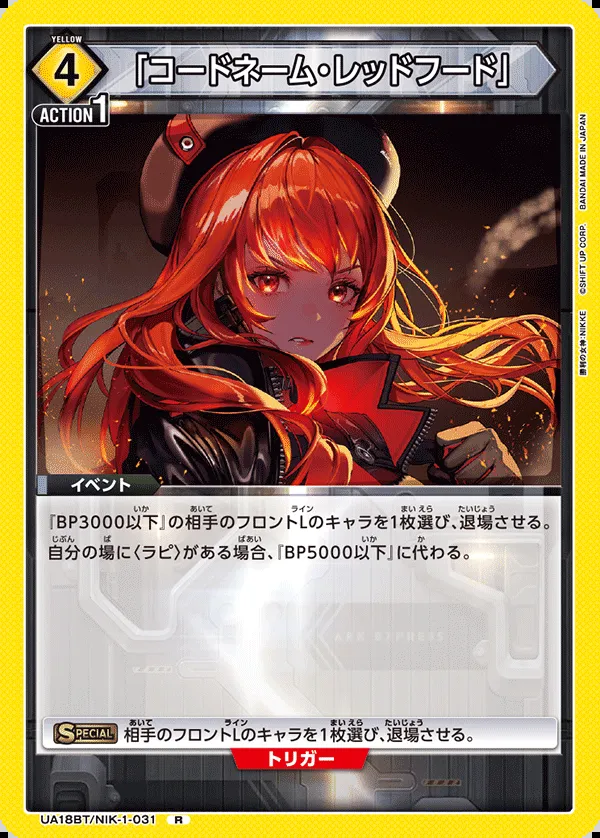 YELLOW
4
「コードネーム・レッドフード」
ACTION 1
BANDAI MADE IN JAPAN
©SHIFT UP CORP.
勝利の女神：NIKKE
イベント
『BP3000以下』の相手のフロントLのキャラを1枚選び、退場させる。
自分の場に〈ラピ〉がある場合、『BP5000以下』に代わる。
ARK EXPRESS
SPECIAL 相手のフロントLのキャラを1枚選び、退場させる。
トリガー
UA18BT/NIK-1-031 R